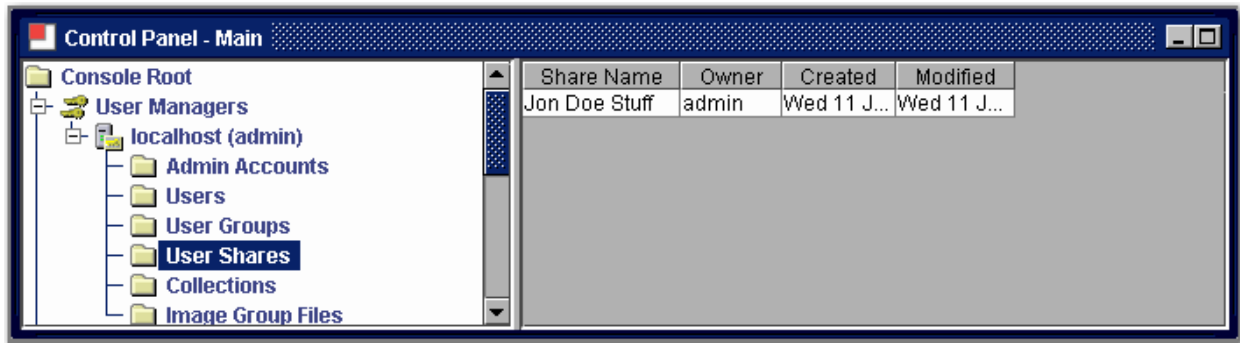 Control Panel - Main
Console Root
User Managers
localhost (admin)
Admin Accounts
Users
User Groups
User Shares
Collections
Image Group Files
Share Name Owner Created Modified
Jon Doe Stuff admin Wed 11 J... Wed 11 J...